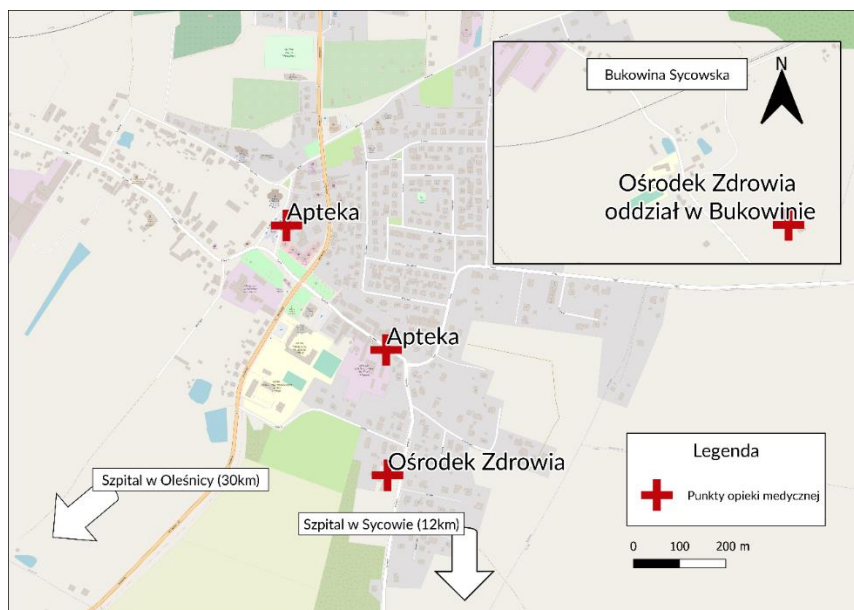 Bukowina Sycowska
N
Ośrodek Zdrowia
oddział w Bukowinie
Apteka
Apteka
Ośrodek Zdrowia
Szpital w Oleśnicy (30km)
Szpital w Sycowie (12km)
Legenda
Punkty opieki medycznej
0 100 200 m